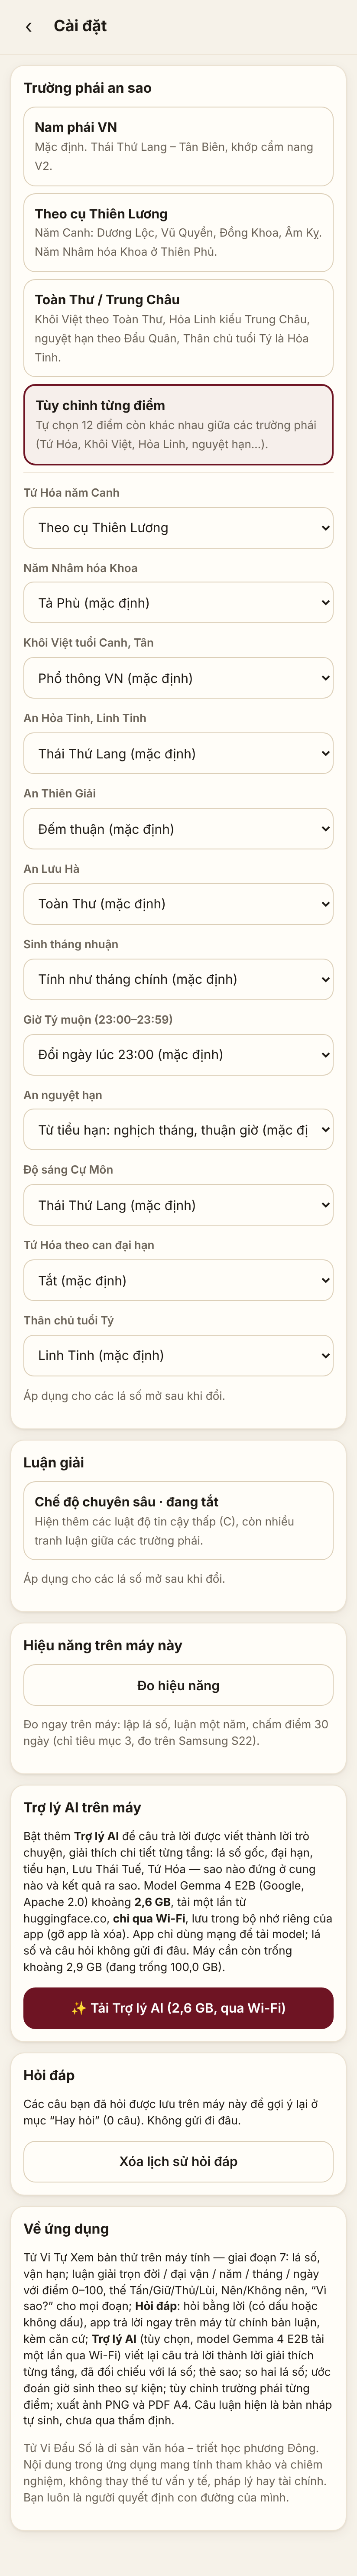 ‹ Cài đặt
Trường phái an sao
Nam phái VN
Mặc định. Thái Thứ Lang – Tân Biên, khớp cẩm nang
V2.
Theo cụ Thiên Lương
Năm Canh: Dương Lộc, Vũ Quyền, Đồng Khoa, Âm Kỵ.
Năm Nhâm hóa Khoa ở Thiên Phủ.
Toàn Thư / Trung Châu
Khôi Việt theo Toàn Thư, Hỏa Linh kiểu Trung Châu,
nguyệt hạn theo Đẩu Quân, Thân chủ tuổi Tý là Hỏa
Tinh.
Tùy chỉnh từng điểm
Tự chọn 12 điểm còn khác nhau giữa các trường phái
(Tứ Hóa, Khôi Việt, Hỏa Linh, nguyệt hạn…).
Tứ Hóa năm Canh
Theo cụ Thiên Lương
Năm Nhâm hóa Khoa
Tả Phù (mặc định)
Khôi Việt tuổi Canh, Tân
Phổ thông VN (mặc định)
An Hỏa Tinh, Linh Tinh
Thái Thứ Lang (mặc định)
An Thiên Giải
Đếm thuận (mặc định)
An Lưu Hà
Toàn Thư (mặc định)
Sinh tháng nhuận
Tính như tháng chính (mặc định)
Giờ Tý muộn (23:00–23:59)
Đổi ngày lúc 23:00 (mặc định)
An nguyệt hạn
Từ tiểu hạn: nghịch tháng, thuận giờ (mặc đị
Độ sáng Cự Môn
Thái Thứ Lang (mặc định)
Tứ Hóa theo can đại hạn
Tắt (mặc định)
Thân chủ tuổi Tý
Linh Tinh (mặc định)
Áp dụng cho các lá số mở sau khi đổi.
Luận giải
Chế độ chuyên sâu · đang tắt
Hiện thêm các luật độ tin cậy thấp (C), còn nhiều
tranh luận giữa các trường phái.
Áp dụng cho các lá số mở sau khi đổi.
Hiệu năng trên máy này
Đo hiệu năng
Đo ngay trên máy: lập lá số, luận một năm, chấm điểm 30
ngày (chỉ tiêu mục 3, đo trên Samsung S22).
Trợ lý AI trên máy
Bật thêm Trợ lý AI để câu trả lời được viết thành lời trò
chuyện, giải thích chi tiết từng tầng: lá số gốc, đại hạn,
tiểu hạn, Lưu Thái Tuế, Tứ Hóa — sao nào đứng ở cung
nào và kết quả ra sao. Model Gemma 4 E2B (Google,
Apache 2.0) khoảng 2,6 GB, tải một lần từ
huggingface.co, chỉ qua Wi-Fi, lưu trong bộ nhớ riêng của
app (gỡ app là xóa). App chỉ dùng mạng để tải model; lá
số và câu hỏi không gửi đi đâu. Máy cần còn trống
khoảng 2,9 GB (đang trống 100,0 GB).
✨ Tải Trợ lý AI (2,6 GB, qua Wi-Fi)
Hỏi đáp
Các câu bạn đã hỏi được lưu trên máy này để gợi ý lại ở
mục “Hay hỏi” (0 câu). Không gửi đi đâu.
Xóa lịch sử hỏi đáp
Về ứng dụng
Tử Vi Tự Xem bản thử trên máy tính — giai đoạn 7: lá số,
vận hạn; luận giải trọn đời / đại vận / năm / tháng / ngày
với điểm 0–100, thế Tấn/Giữ/Thủ/Lùi, Nên/Không nên, “Vì
sao?” cho mọi đoạn; Hỏi đáp: hỏi bằng lời (có dấu hoặc
không dấu), app trả lời ngay trên máy từ chính bản luận,
kèm căn cứ; Trợ lý AI (tùy chọn, model Gemma 4 E2B tải
một lần qua Wi-Fi) viết lại câu trả lời thành lời giải thích
từng tầng, đã đối chiếu với lá số; thẻ sao; so hai lá số; ước
đoán giờ sinh theo sự kiện; tùy chỉnh trường phái từng
điểm; xuất ảnh PNG và PDF A4. Câu luận hiện là bản nháp
tự sinh, chưa qua thẩm định.
Tử Vi Đẩu Số là di sản văn hóa – triết học phương Đông.
Nội dung trong ứng dụng mang tính tham khảo và chiêm
nghiệm, không thay thế tư vấn y tế, pháp lý hay tài chính.
Bạn luôn là người quyết định con đường của mình.